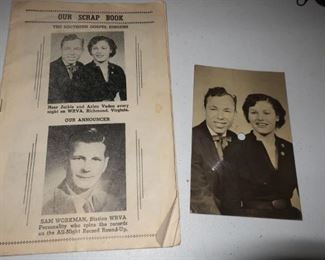 OUR SCRAP BOOK
THE SOUTHERN GOSPEL SINGERS
Hear Jackie and Arlen Vaden every
night on WRVA, Richmond, Virginia.
OUR ANNOUNCER
SAM WORKMAN, Station WRVA
Personality who spins the records
on the All-Night Record Round-Up.